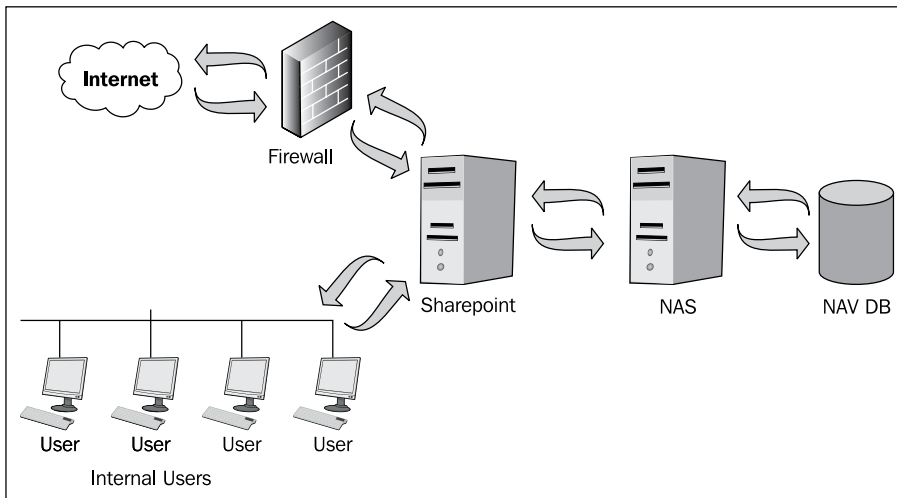 Internet
Firewall
Sharepoint
NAS
NAV DB
User
User
User
User
Internal Users